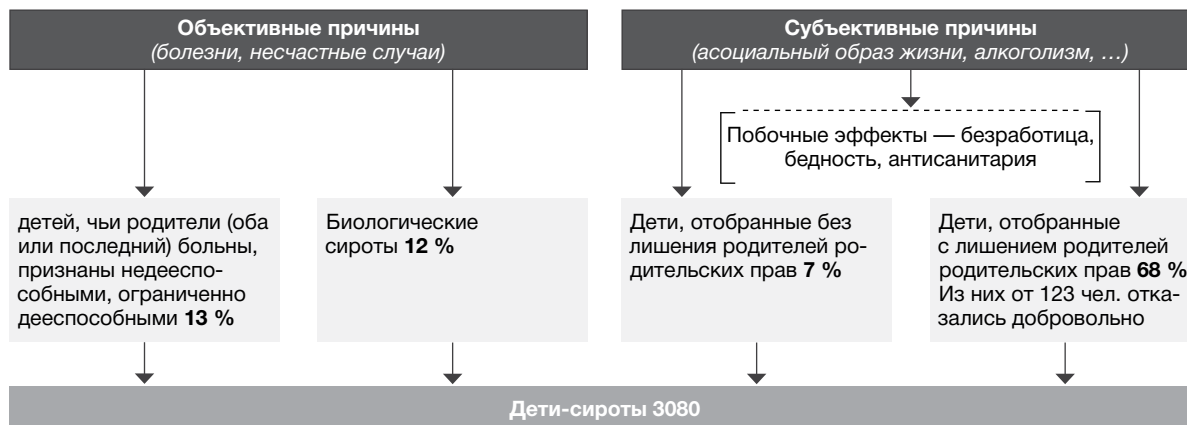 Объективные причины
(болезни, несчастные случаи)
Субъективные причины
(асоциальный образ жизни, алкоголизм, …)
Побочные эффекты — безработица,
бедность, антисанитария
детей, чьи родители (оба
или последний) больны,
признаны недееспо-
собными, ограниченно
дееспособными 13 %
Биологические
сироты 12 %
Дети, отобранные без
лишения родителей ро-
дительских прав 7 %
Дети, отобранные
с лишением родителей
родительских прав 68 %
Из них от 123 чел. отка-
зались добровольно
Дети-сироты 3080